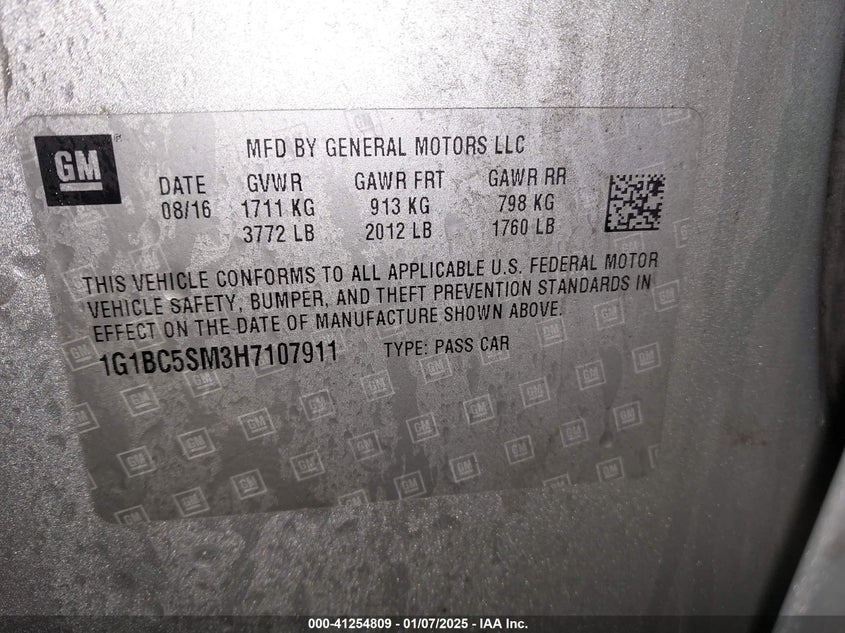 GM
MFD BY GENERAL MOTORS LLC
DATE GVWR GAWR FRT GAWR RR
08/16 1711 KG 913 KG 798 KG
3772 LB 2012 LB 1760 LB
THIS VEHICLE CONFORMS TO ALL APPLICABLE U.S. FEDERAL MOTOR
VEHICLE SAFETY, BUMPER, AND THEFT PREVENTION STANDARDS IN
EFFECT ON THE DATE OF MANUFACTURE SHOWN ABOVE.
1G1BC5SM3H7107911 TYPE: PASS CAR
000-41254809 - 01/07/2025 - IAA Inc.